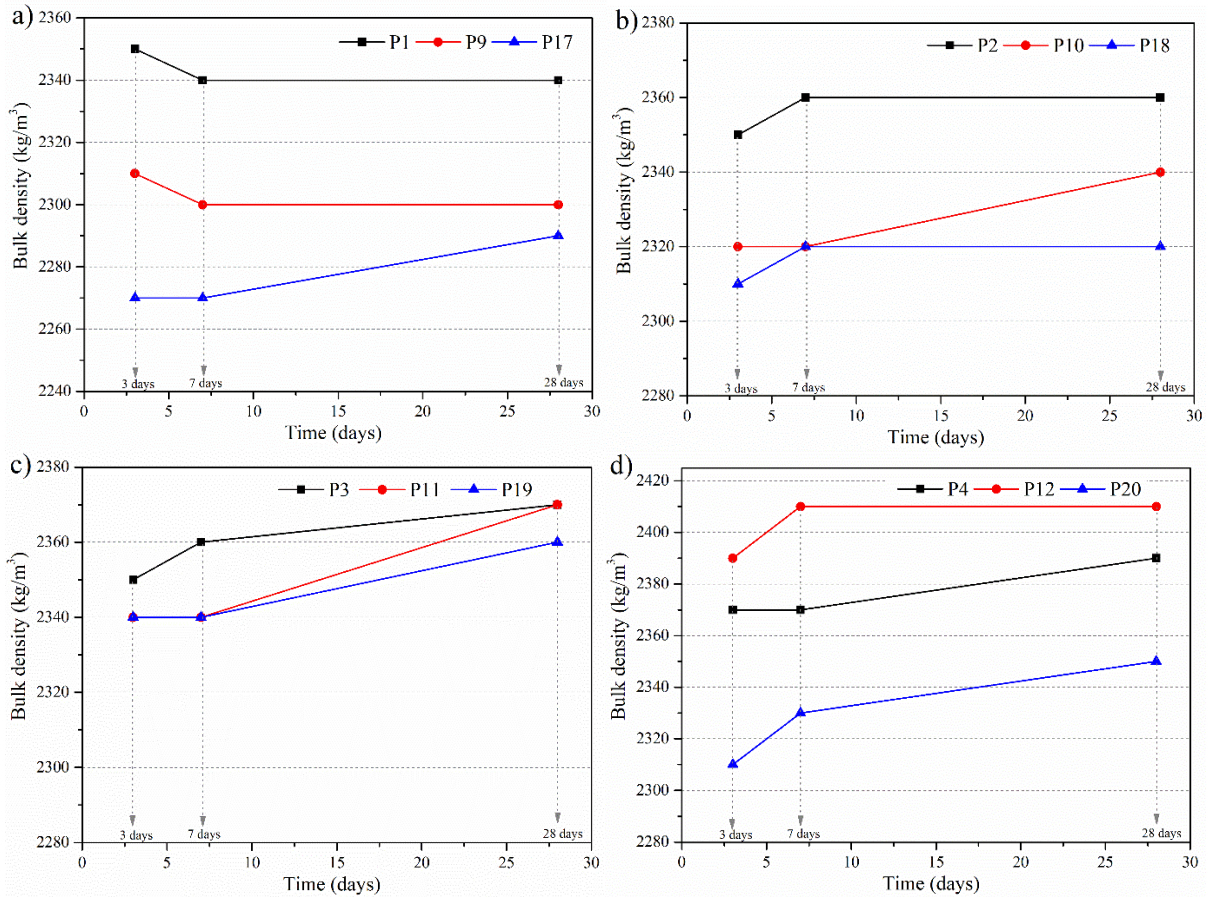 a)
P1 P9 P17
Bulk density (kg/m³)
2360
2340
2320
2300
2280
2260
2240
3 days 7 days 28 days
0 5 10 15 20 25 30
Time (days)
b)
P2 P10 P18
Bulk density (kg/m³)
2380
2360
2340
2320
2300
2280
3 days 7 days 28 days
0 5 10 15 20 25 30
Time (days)
c)
P3 P11 P19
Bulk density (kg/m³)
2380
2360
2340
2320
2300
2280
3 days 7 days 28 days
0 5 10 15 20 25 30
Time (days)
d)
P4 P12 P20
Bulk density (kg/m³)
2420
2400
2380
2360
2340
2320
2300
2280
3 days 7 days 28 days
0 5 10 15 20 25 30
Time (days)